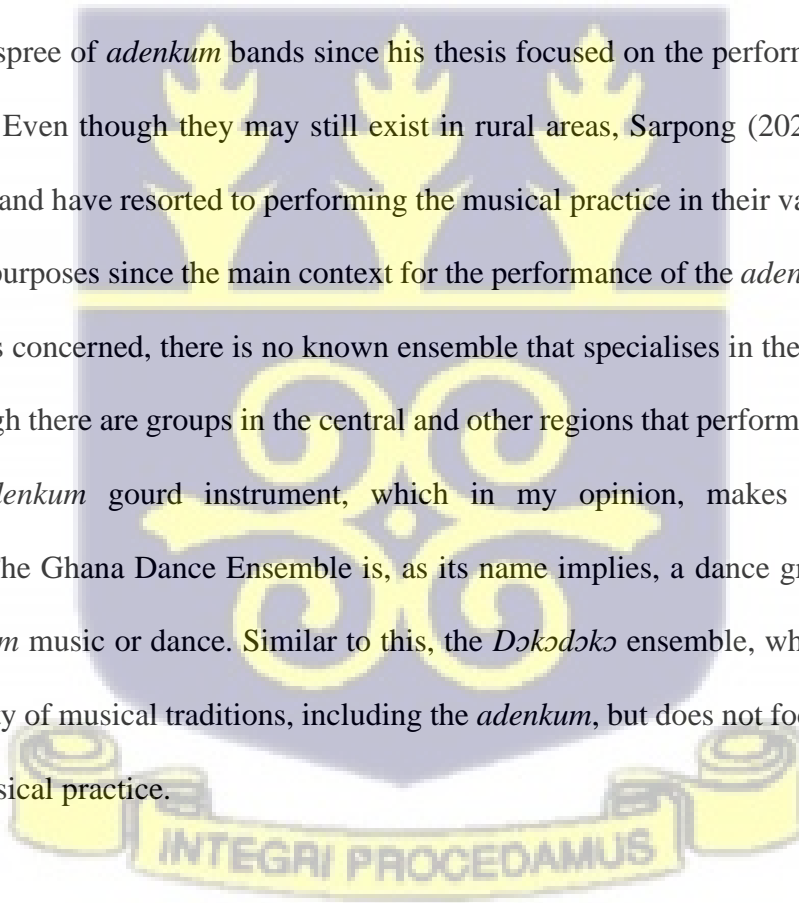 spree of adenkum bands since his thesis focused on the perform
Even though they may still exist in rural areas, Sarpong (202
and have resorted to performing the musical practice in their va
purposes since the main context for the performance of the aden
s concerned, there is no known ensemble that specialises in the
gh there are groups in the central and other regions that perform
denkum gourd instrument, which in my opinion, makes
The Ghana Dance Ensemble is, as its name implies, a dance gr
m music or dance. Similar to this, the Dɔkɔdɔkɔ ensemble, wh
ty of musical traditions, including the adenkum, but does not foc
sical practice.
INTEGRI PROCEDAMUS